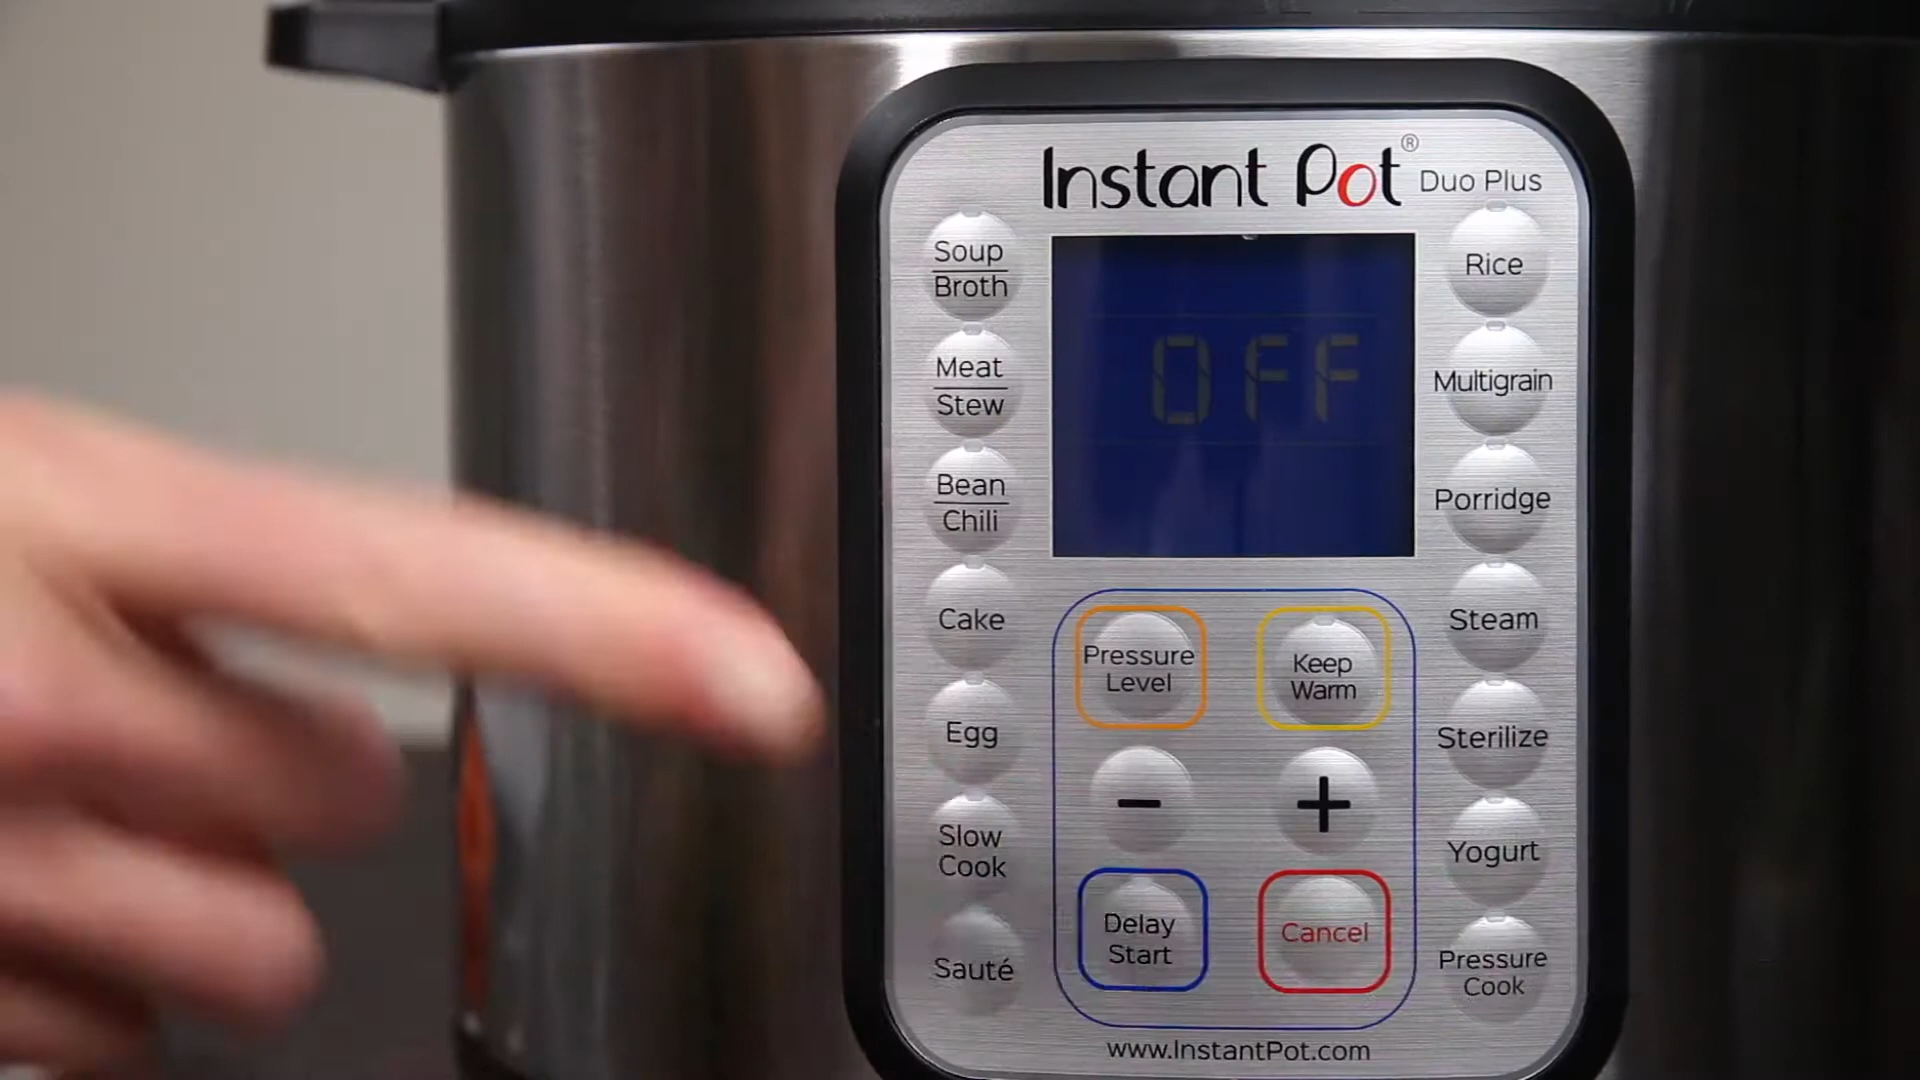 Instant Pot® Duo Plus
Soup
Broth
Meat
Stew
Bean
Chili
Cake
Egg
Slow
Cook
Sauté
OFF
Pressure
Level
Keep
Warm
−
+
Delay
Start
Cancel
Rice
Multigrain
Porridge
Steam
Sterilize
Yogurt
Pressure
Cook
www.InstantPot.com